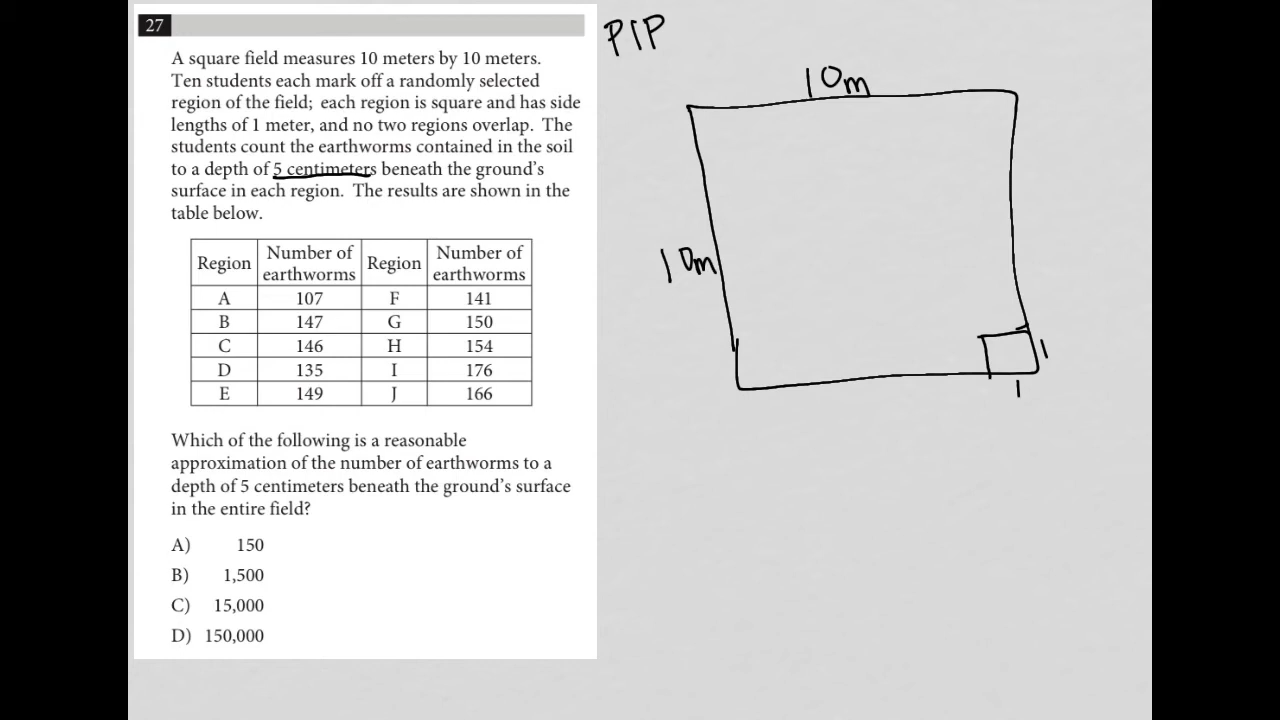 27
A square field measures 10 meters by 10 meters.
Ten students each mark off a randomly selected
region of the field; each region is square and has side
lengths of 1 meter, and no two regions overlap. The
students count the earthworms contained in the soil
to a depth of 5 centimeters beneath the ground's
surface in each region. The results are shown in the
table below.
Region Number of earthworms Region Number of earthworms
A 107 F 141
B 147 G 150
C 146 H 154
D 135 I 176
E 149 J 166
Which of the following is a reasonable
approximation of the number of earthworms to a
depth of 5 centimeters beneath the ground's surface
in the entire field?
A) 150
B) 1,500
C) 15,000
D) 150,000
PIP
10m
10m
1
1